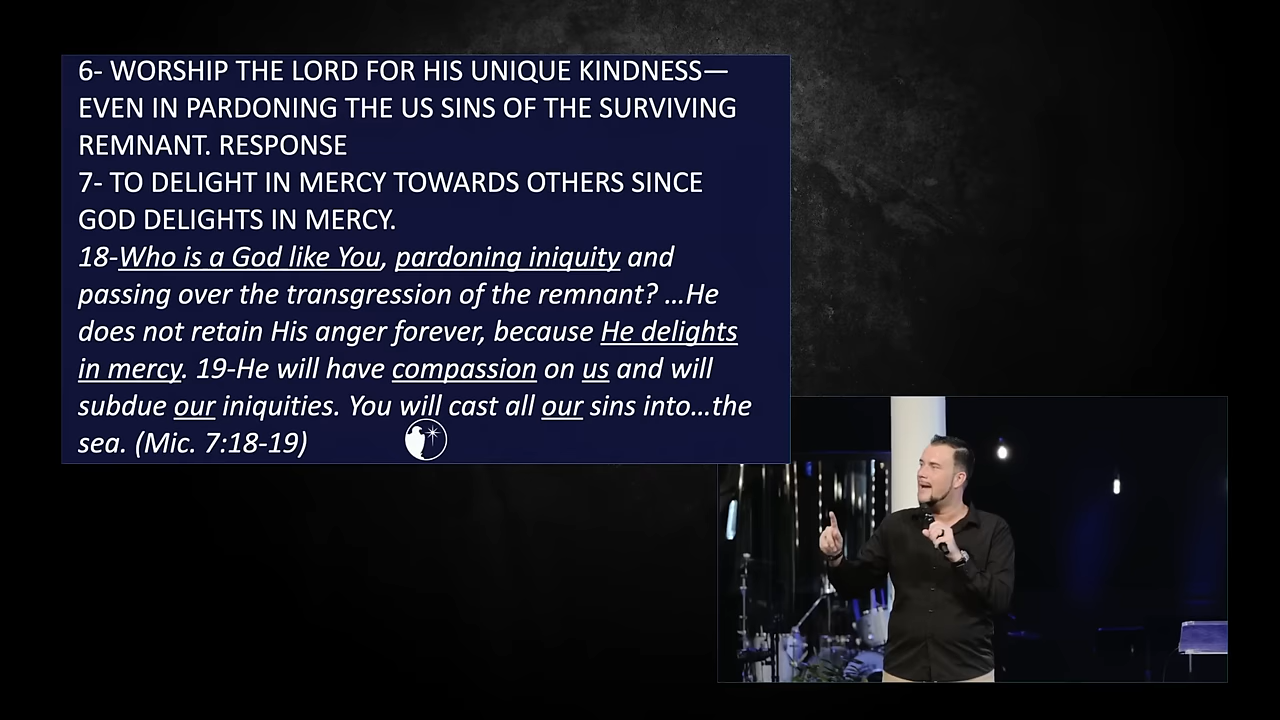 6- WORSHIP THE LORD FOR HIS UNIQUE KINDNESS—
EVEN IN PARDONING THE US SINS OF THE SURVIVING
REMNANT. RESPONSE
7- TO DELIGHT IN MERCY TOWARDS OTHERS SINCE
GOD DELIGHTS IN MERCY.
18-Who is a God like You, pardoning iniquity and
passing over the transgression of the remnant? …He
does not retain His anger forever, because He delights
in mercy. 19-He will have compassion on us and will
subdue our iniquities. You will cast all our sins into…the
sea. (Mic. 7:18-19)